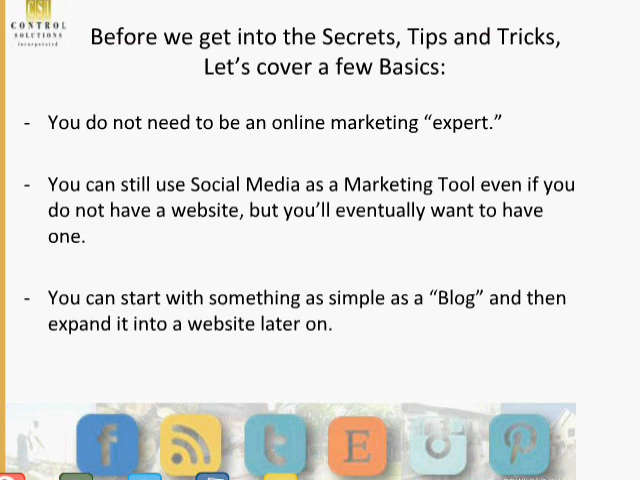 CSI
CONTROL
SOLUTIONS
incorporated
Before we get into the Secrets, Tips and Tricks,
Let’s cover a few Basics:
- You do not need to be an online marketing “expert.”
- You can still use Social Media as a Marketing Tool even if you
do not have a website, but you’ll eventually want to have
one.
- You can start with something as simple as a “Blog” and then
expand it into a website later on.
f
t
E